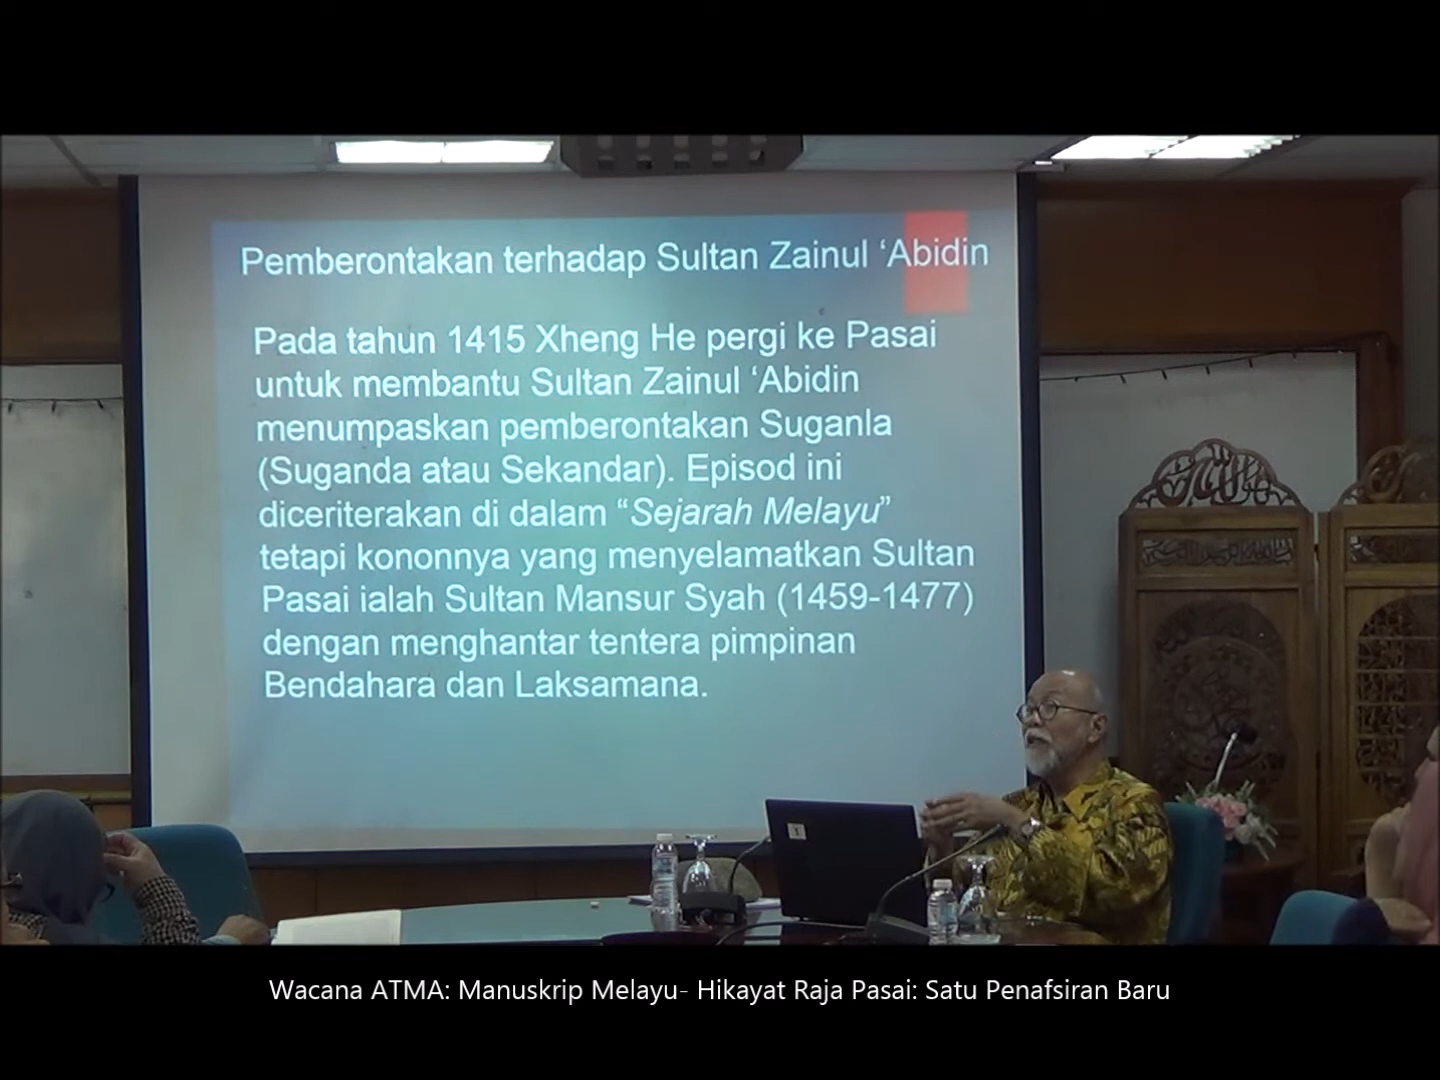 Pemberontakan terhadap Sultan Zainul ‘Abidin
Pada tahun 1415 Xheng He pergi ke Pasai
untuk membantu Sultan Zainul ‘Abidin
menumpaskan pemberontakan Suganla
(Suganda atau Sekandar). Episod ini
diceriterakan di dalam “Sejarah Melayu”
tetapi kononnya yang menyelamatkan Sultan
Pasai ialah Sultan Mansur Syah (1459-1477)
dengan menghantar tentera pimpinan
Bendahara dan Laksamana.
Wacana ATMA: Manuskrip Melayu- Hikayat Raja Pasai: Satu Penafsiran Baru